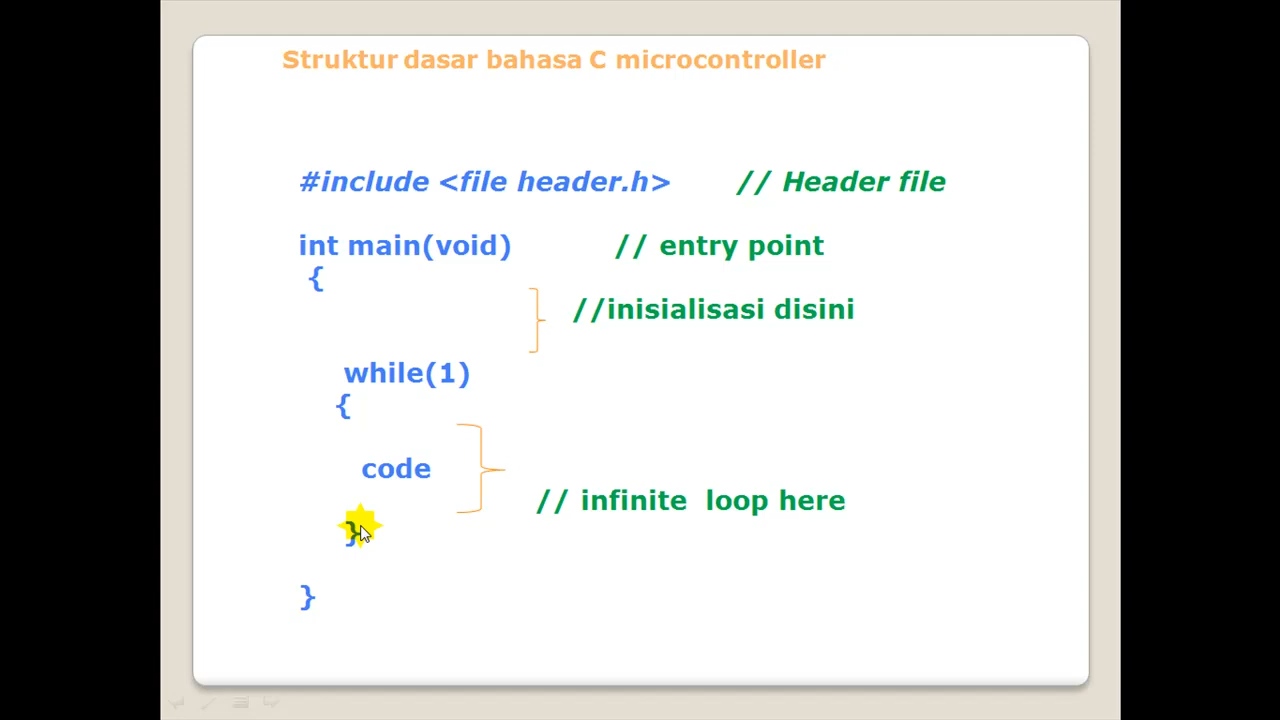 Struktur dasar bahasa C microcontroller
#include <file header.h> // Header file
int main(void) // entry point
{
//inisialisasi disini
while(1)
{
code
// infinite loop here
}
}